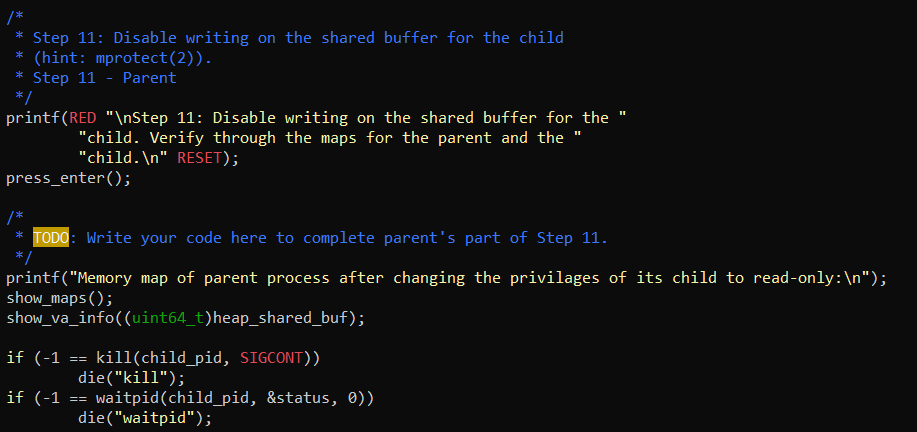 /*
 * Step 11: Disable writing on the shared buffer for the child
 * (hint: mprotect(2)).
 * Step 11 - Parent
 */
printf(RED "\nStep 11: Disable writing on the shared buffer for the "
        "child. Verify through the maps for the parent and the "
        "child.\n" RESET);
press_enter();

/*
 * TODO: Write your code here to complete parent's part of Step 11.
 */
printf("Memory map of parent process after changing the privilages of its child to read-only:\n");
show_maps();
show_va_info((uint64_t)heap_shared_buf);

if (-1 == kill(child_pid, SIGCONT))
        die("kill");
if (-1 == waitpid(child_pid, &status, 0))
        die("waitpid");